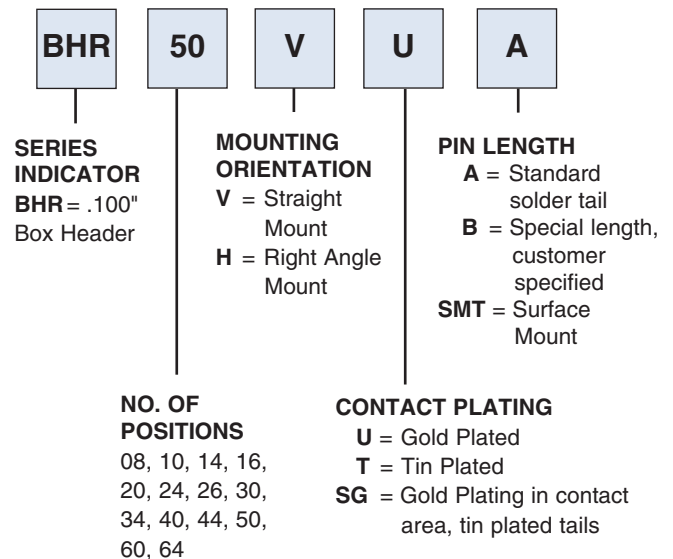 BHR 50 V U A
SERIES
INDICATOR
BHR = .100"
Box Header
MOUNTING
ORIENTATION
V = Straight
Mount
H = Right Angle
Mount
PIN LENGTH
A = Standard
solder tail
B = Special length,
customer
specified
SMT = Surface
Mount
NO. OF
POSITIONS
08, 10, 14, 16,
20, 24, 26, 30,
34, 40, 44, 50,
60, 64
CONTACT PLATING
U = Gold Plated
T = Tin Plated
SG = Gold Plating in contact
area, tin plated tails